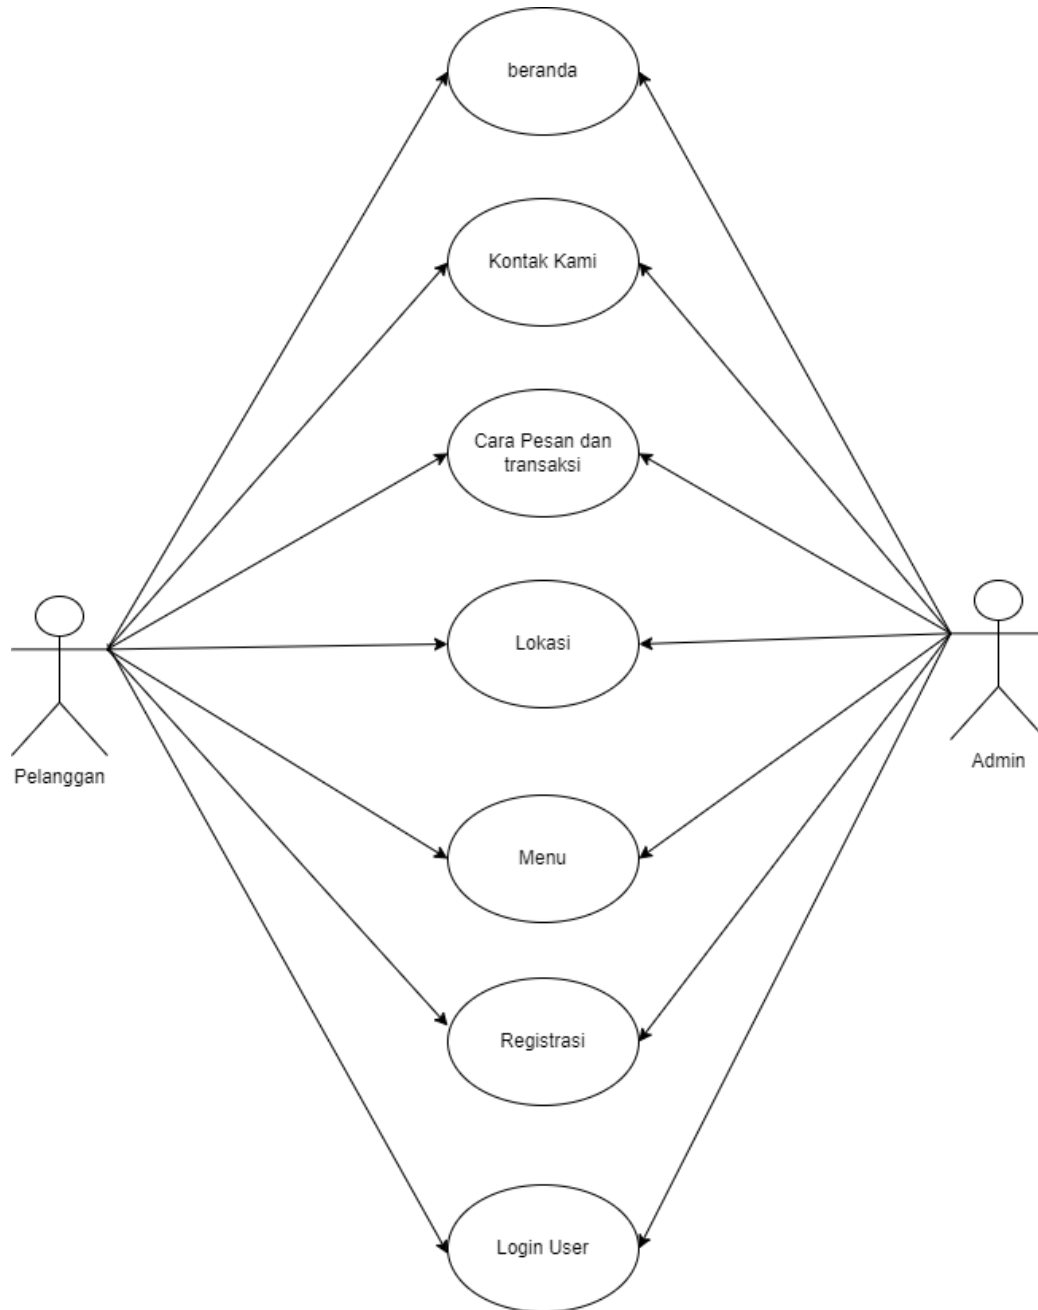 beranda
Kontak Kami
Cara Pesan dan
transaksi
Lokasi
Pelanggan
Admin
Menu
Registrasi
Login User